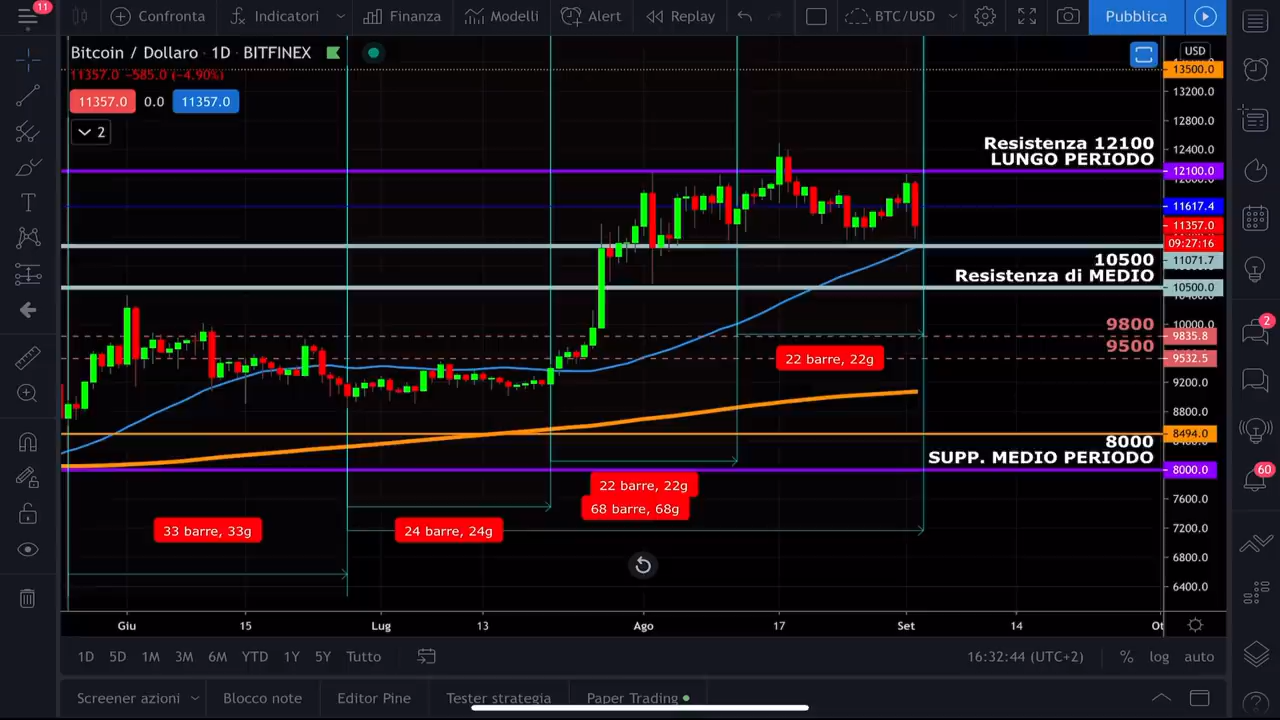 11
Confronta
Indicatori
Finanza
Modelli
Alert
Replay
BTC/USD
Pubblica
Bitcoin / Dollaro · 1D · BITFINEX
11357.0 −585.0 (−4.90%)
11357.0 0.0 11357.0
2
USD
13500.0
13200.0
12800.0
12400.0
Resistenza 12100
LUNGO PERIODO
12100.0
12000.0
11617.4
11357.0
09:27:16
10500
Resistenza di MEDIO
11071.7
10500.0
10400.0
10000.0
9800
9835.8
9500
9532.5
22 barre, 22g
9200.0
8800.0
8494.0
8000
SUPP. MEDIO PERIODO
8000.0
22 barre, 22g
68 barre, 68g
33 barre, 33g
24 barre, 24g
7600.0
7200.0
6800.0
6400.0
2
60
Giu 15 Lug 13 Ago 17 Set 14 Ot
1D 5D 1M 3M 6M YTD 1Y 5Y Tutto
16:32:44 (UTC+2) % log auto
Screener azioni
Blocco note
Editor Pine
Tester strategia
Paper Trading